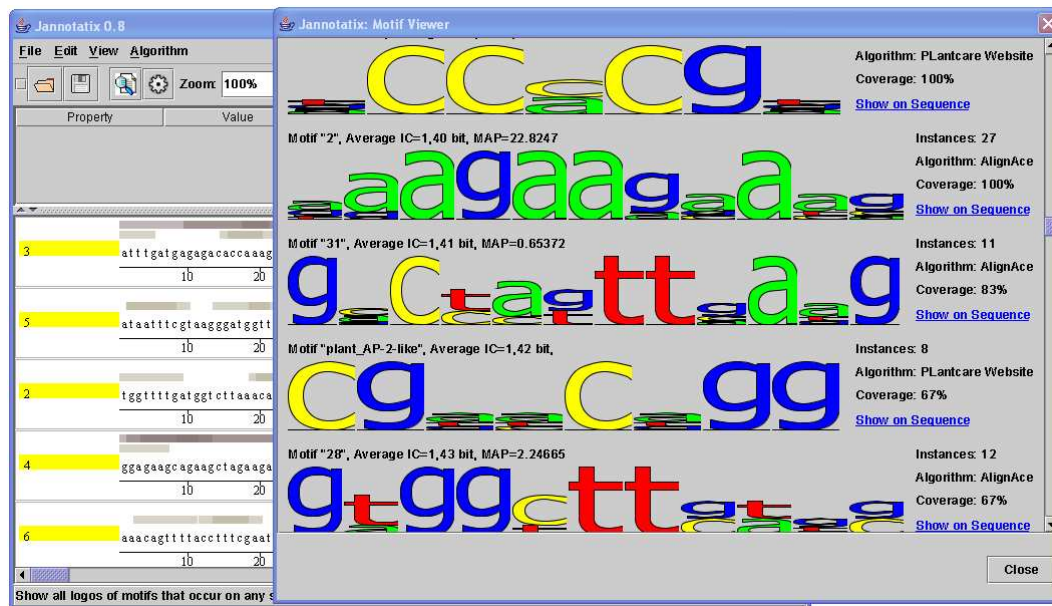 Jannotatix 0.8
File Edit View Algorithm
Zoom: 100%
Property Value
3
atttgatgagagacaccaaag
10 20
5
ataatttcgtaagggatggtt
10 20
2
tggttttgatggtcttaaaca
10 20
4
ggagaagcagaagctagaaga
10 20
6
aaacagttttacctttcgaat
10 20
Show all logos of motifs that occur on any s
Jannotatix: Motif Viewer
Algorithm: PLantcare Website
Coverage: 100%
Show on Sequence
Motif "2", Average IC=1,40 bit, MAP=22.8247
Instances: 27
Algorithm: AlignAce
Coverage: 100%
Show on Sequence
Motif "31", Average IC=1,41 bit, MAP=0.65372
Instances: 11
Algorithm: AlignAce
Coverage: 83%
Show on Sequence
Motif "plant_AP-2-like", Average IC=1,42 bit,
Instances: 8
Algorithm: PLantcare Website
Coverage: 67%
Show on Sequence
Motif "28", Average IC=1,43 bit, MAP=2.24665
Instances: 12
Algorithm: AlignAce
Coverage: 67%
Show on Sequence
Close